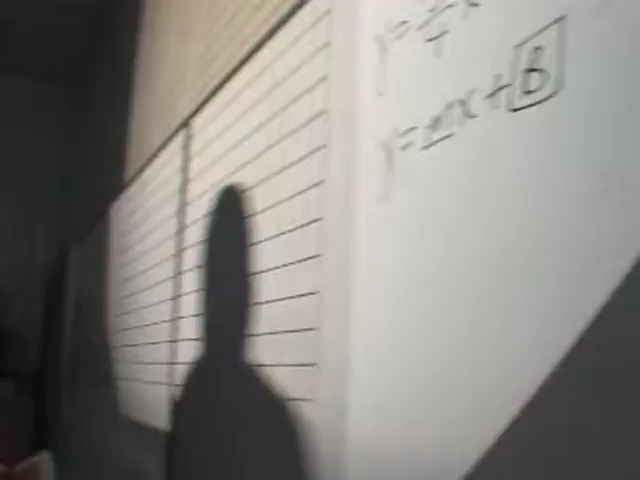 y = x
y = mx + B